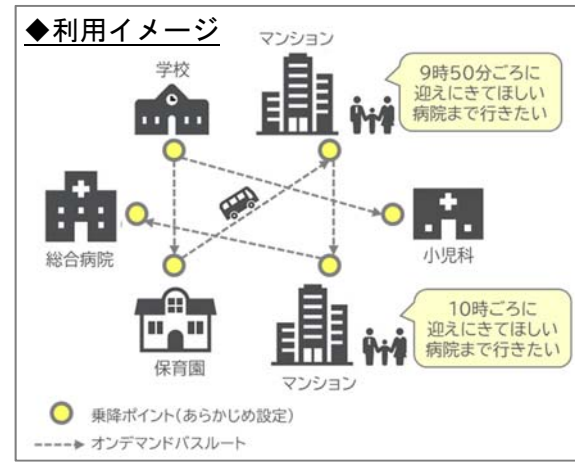 ◆利用イメージ
マンション
学校
9時50分ごろに
迎えにきてほしい
病院まで行きたい
総合病院
小児科
保育園
マンション
10時ごろに
迎えにきてほしい
病院まで行きたい
乗降ポイント(あらかじめ設定)
オンデマンドバスルート